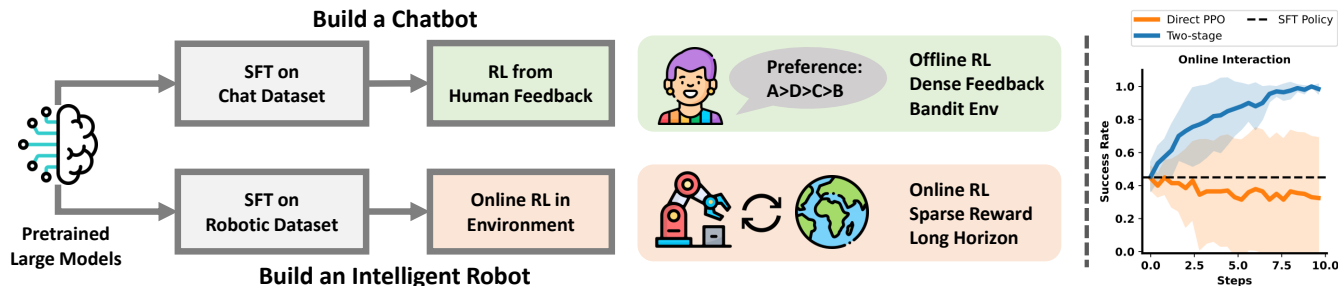 Build a Chatbot
SFT on
Chat Dataset
RL from
Human Feedback
Preference:
A>D>C>B
Offline RL
Dense Feedback
Bandit Env
Pretrained
Large Models
SFT on
Robotic Dataset
Online RL in
Environment
Online RL
Sparse Reward
Long Horizon
Build an Intelligent Robot
Direct PPO
SFT Policy
Two-stage
Online Interaction
Success Rate
1.0
0.8
0.6
0.4
0.2
0.0
0.0 2.5 5.0 7.5 10.0
Steps